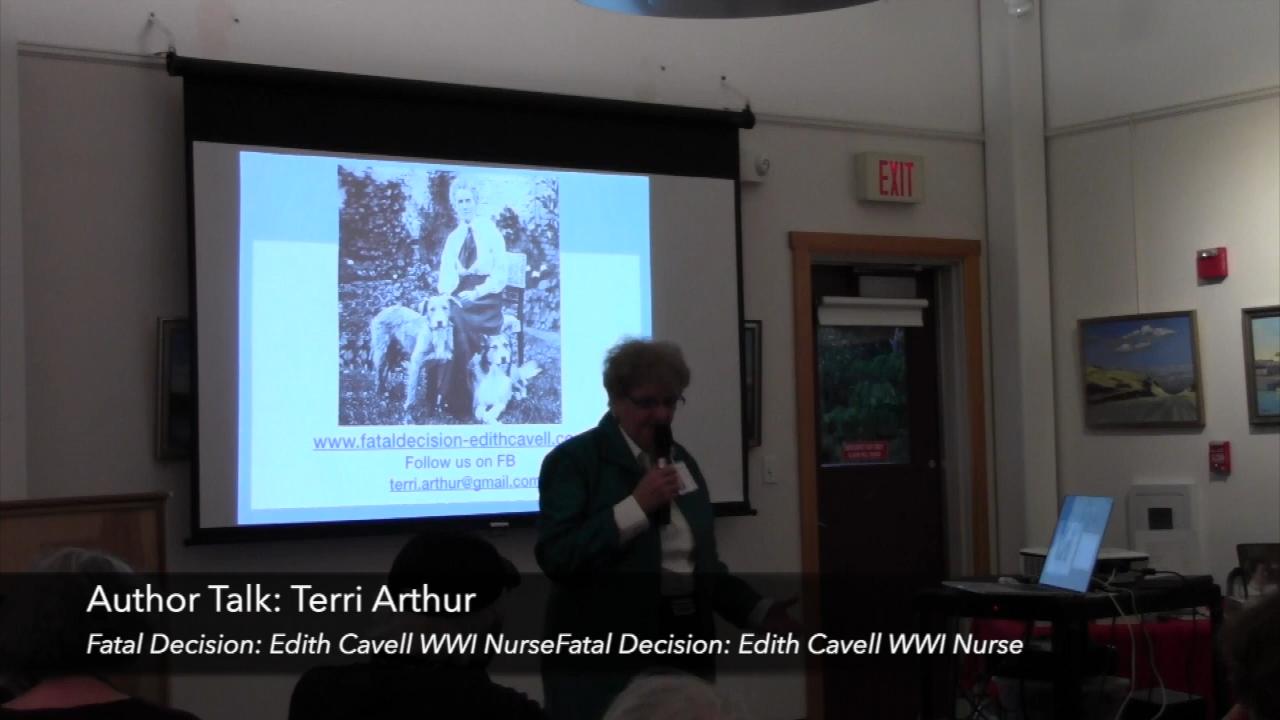 EXIT
www.fataldecision-edithcavell.co
Follow us on FB
terri.arthur@gmail.com
Author Talk: Terri Arthur
Fatal Decision: Edith Cavell WWI NurseFatal Decision: Edith Cavell WWI Nurse